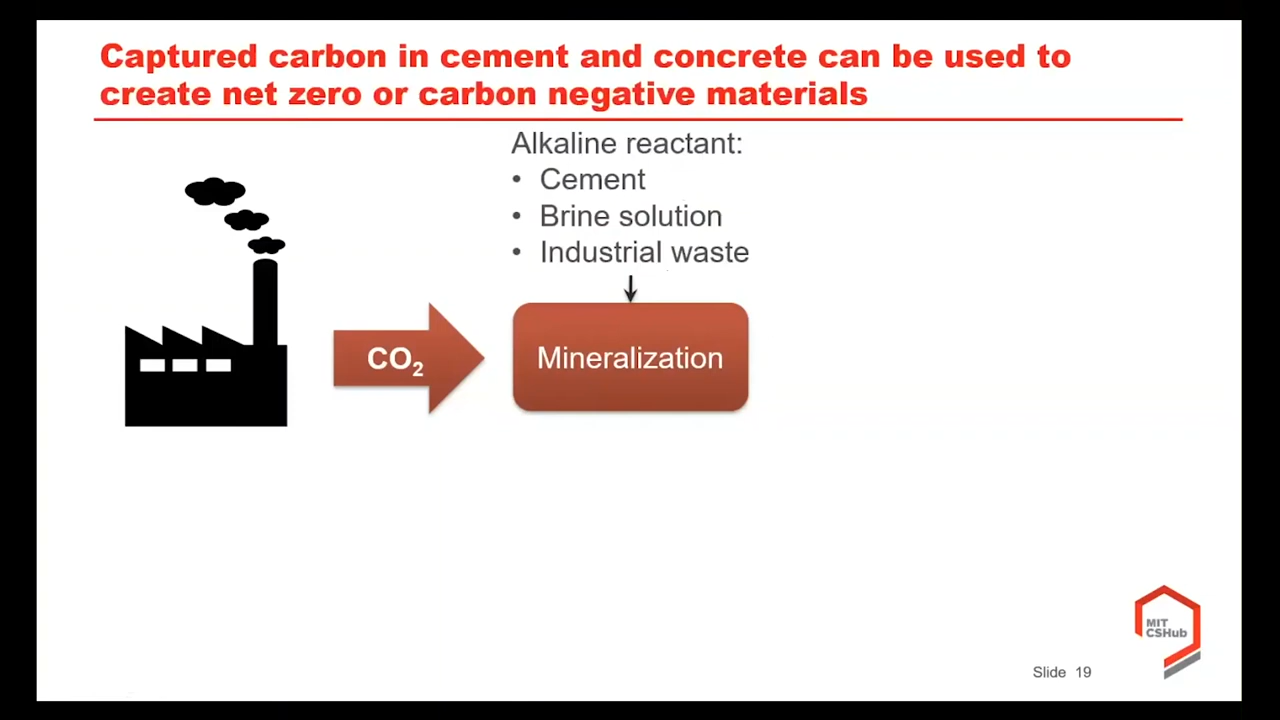 Captured carbon in cement and concrete can be used to
create net zero or carbon negative materials
Alkaline reactant:
• Cement
• Brine solution
• Industrial waste
CO₂
Mineralization
MIT
CSHub
Slide 19